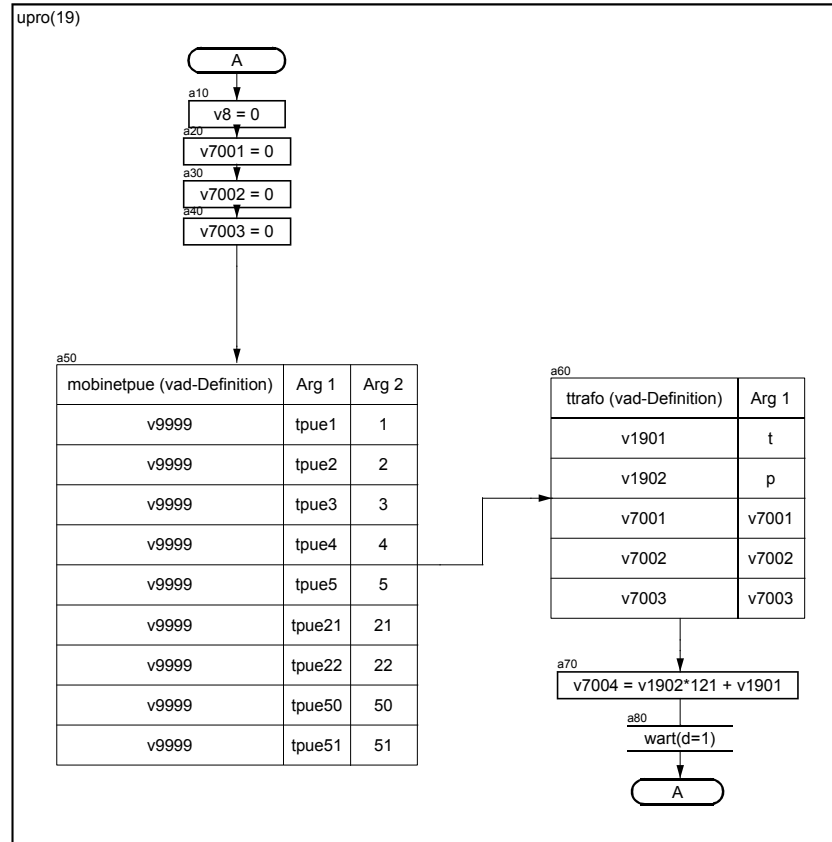 upro(19)
A
a10
v8 = 0
a20
v7001 = 0
a30
v7002 = 0
a40
v7003 = 0
a50
mobinetpue (vad-Definition) Arg 1 Arg 2
v9999 tpue1 1
v9999 tpue2 2
v9999 tpue3 3
v9999 tpue4 4
v9999 tpue5 5
v9999 tpue21 21
v9999 tpue22 22
v9999 tpue50 50
v9999 tpue51 51
a60
ttrafo (vad-Definition) Arg 1
v1901 t
v1902 p
v7001 v7001
v7002 v7002
v7003 v7003
a70
v7004 = v1902*121 + v1901
a80
wart(d=1)
A